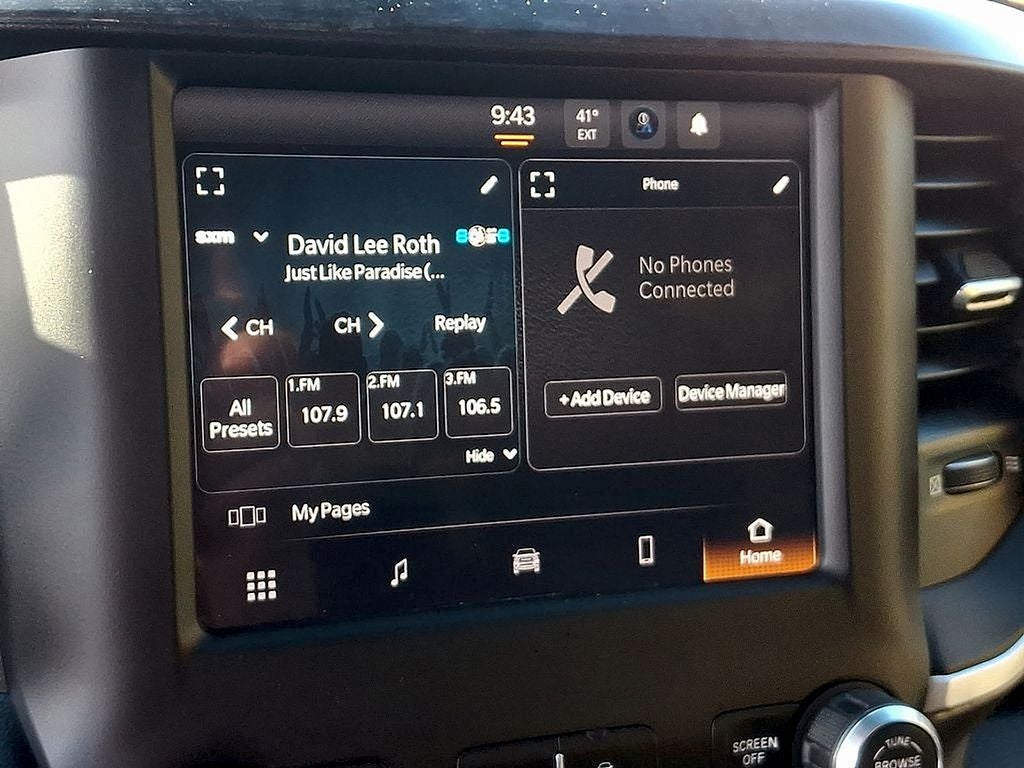 9:43
41°
EXT
sxm
David Lee Roth
Just Like Paradise (...
CH
CH
Replay
All
Presets
1.FM
107.9
2.FM
107.1
3.FM
106.5
Hide
Phone
No Phones
Connected
+Add Device
Device Manager
My Pages
Home
SCREEN
OFF
TUNE
BROWSE